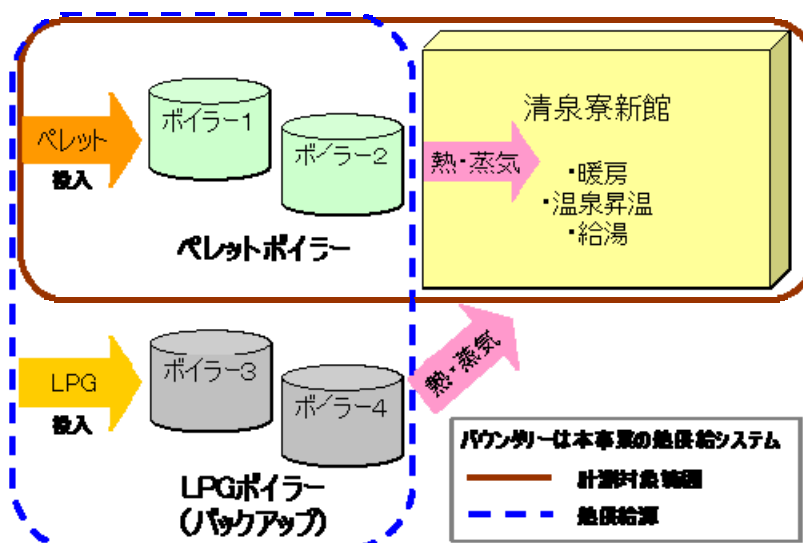 ペレット
投入
ボイラー1
ボイラー2
ペレットボイラー
熱・蒸気
清泉寮新館
・暖房
・温泉昇温
・給湯
LPG
投入
ボイラー3
ボイラー4
LPGボイラー
(バックアップ)
熱・蒸気
バウンダリーは本事業の熱供給システム
計測対象範囲
熱供給源